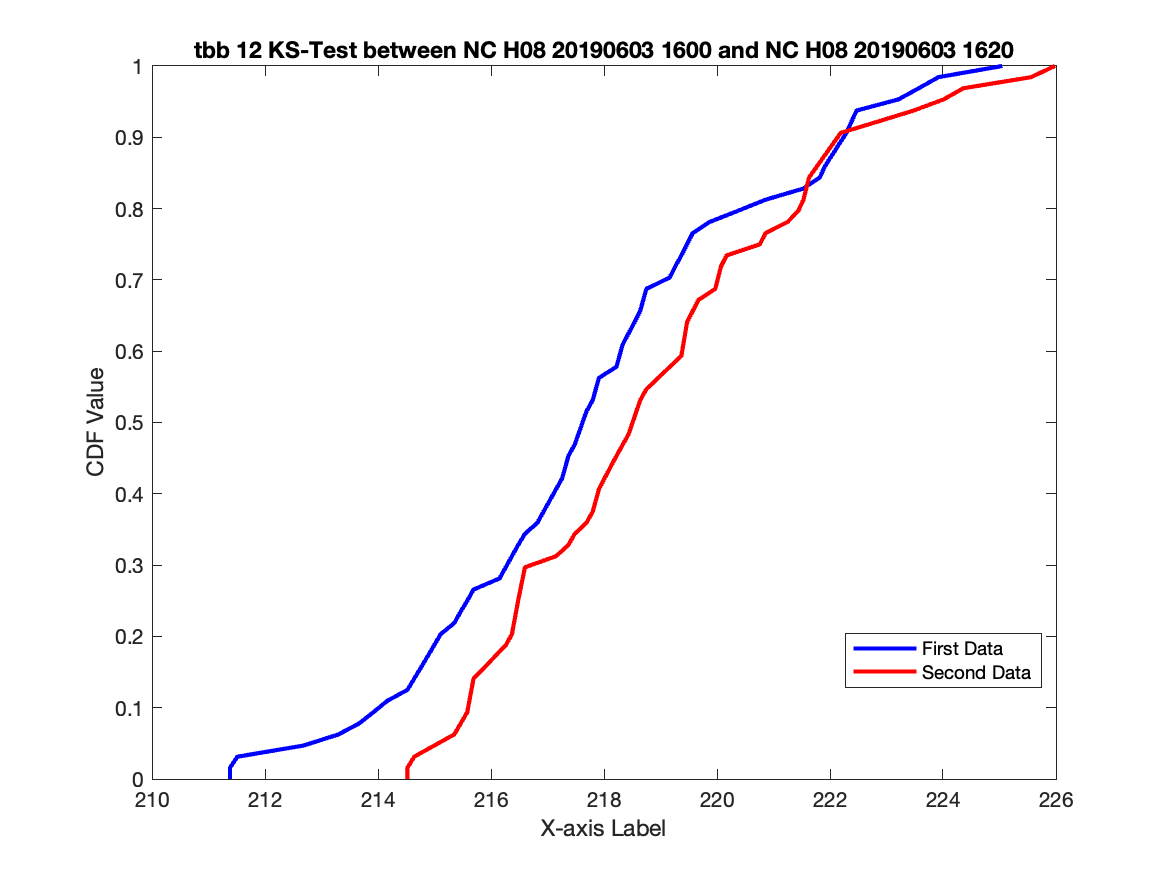 tbb 12 KS-Test between NC H08 20190603 1600 and NC H08 20190603 1620
1
0.9
0.8
0.7
0.6
0.5
0.4
0.3
0.2
0.1
0
CDF Value
First Data
Second Data
210 212 214 216 218 220 222 224 226
X-axis Label